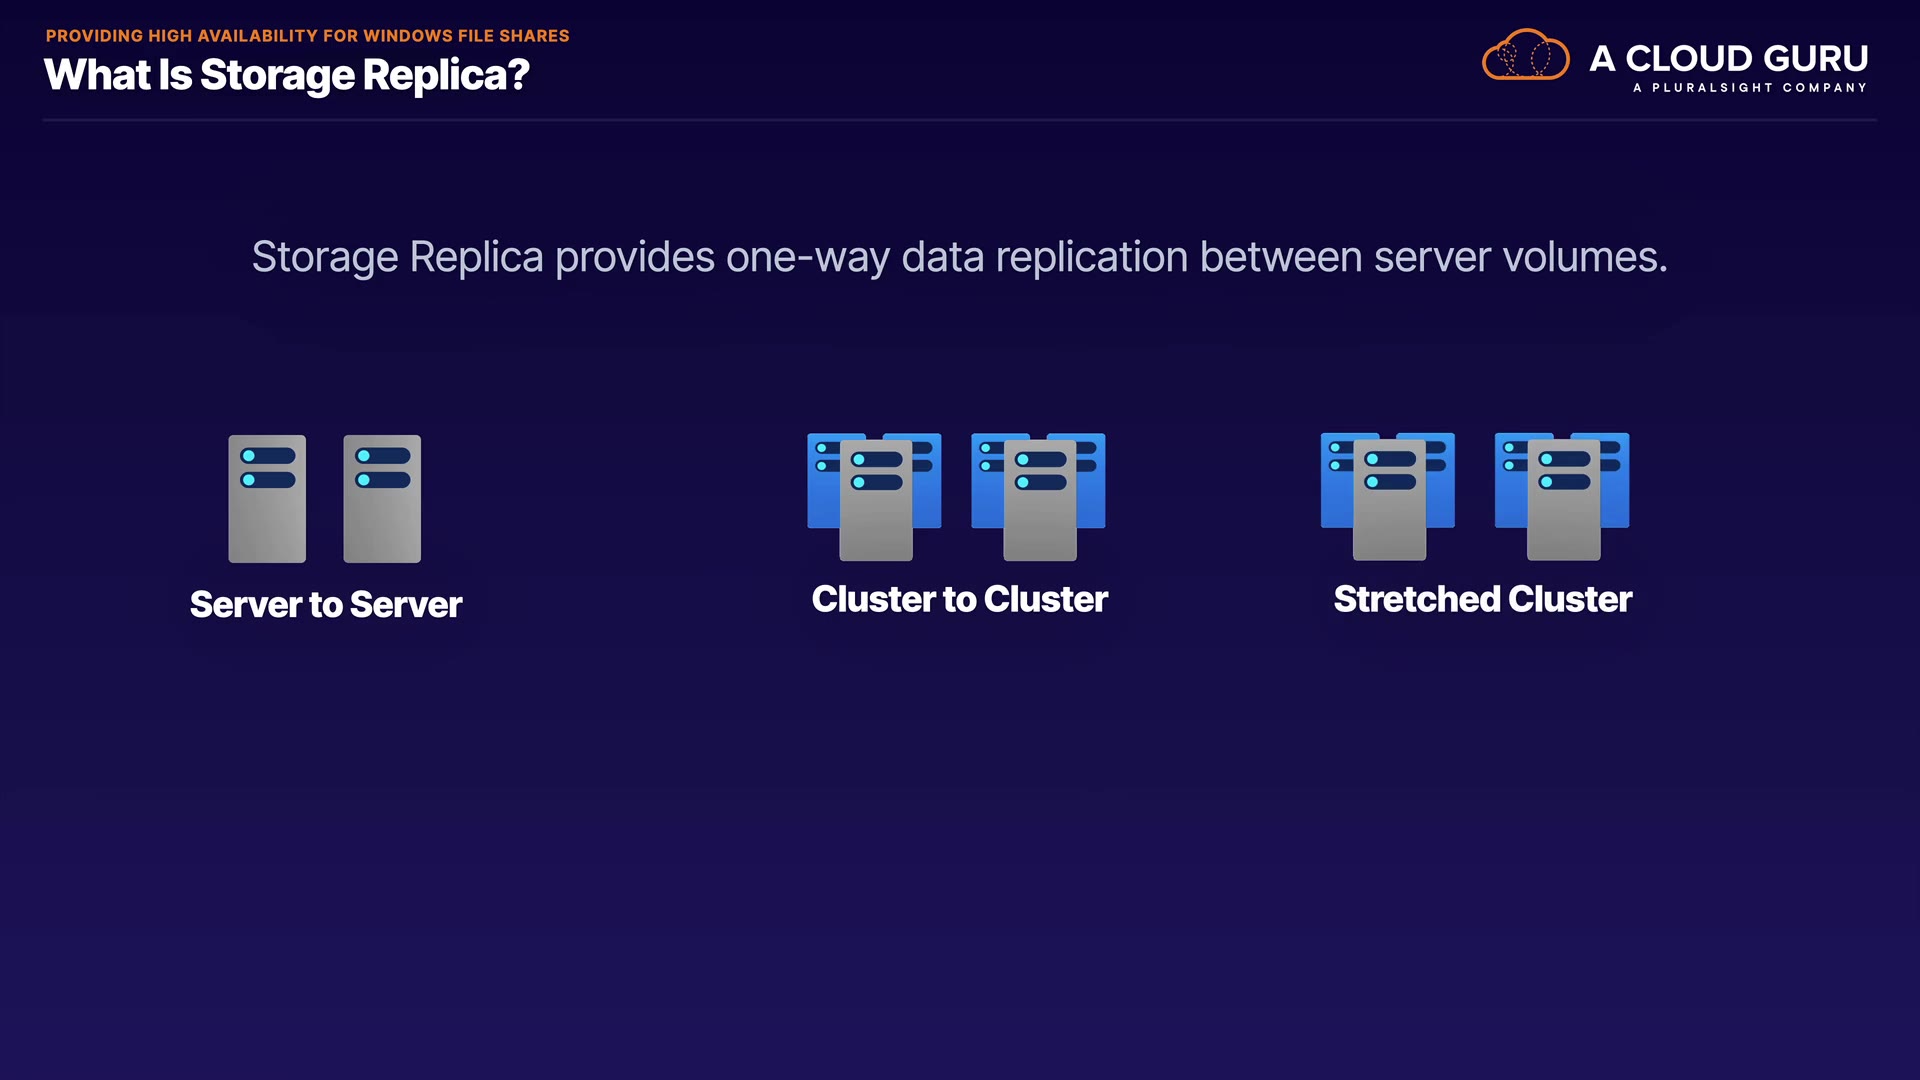 PROVIDING HIGH AVAILABILITY FOR WINDOWS FILE SHARES
What Is Storage Replica?
A CLOUD GURU
A PLURALSIGHT COMPANY
Storage Replica provides one-way data replication between server volumes.
Server to Server
Cluster to Cluster
Stretched Cluster